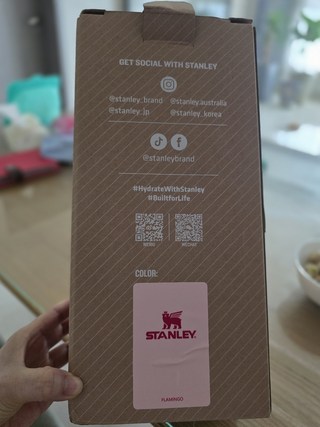 GET SOCIAL WITH STANLEY
@stanley_brand @stanley.australia
@stanley_jp @stanley_korea
@stanleybrand
#HydrateWithStanley
#BuiltforLife
COLOR:
STANLEY
FLAMINGO